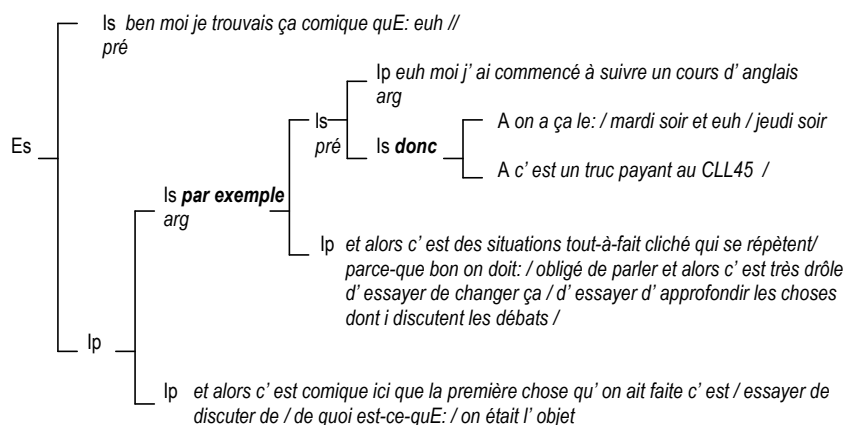 Is ben moi je trouvais ça comique quE: euh //
pré
Ip euh moi j’ ai commencé à suivre un cours d’ anglais
arg
Is
pré
A on a ça le: / mardi soir et euh / jeudi soir
Es
Is donc
A c’ est un truc payant au CLL45 /
Is par exemple
arg
Ip et alors c’ est des situations tout-à-fait cliché qui se répètent/
parce-que bon on doit: / obligé de parler et alors c’ est très drôle
d’ essayer de changer ça / d’ essayer d’ approfondir les choses
dont i discutent les débats /
Ip
Ip et alors c’ est comique ici que la première chose qu’ on ait faite c’ est / essayer de
discuter de / de quoi est-ce-quE: / on était l’ objet